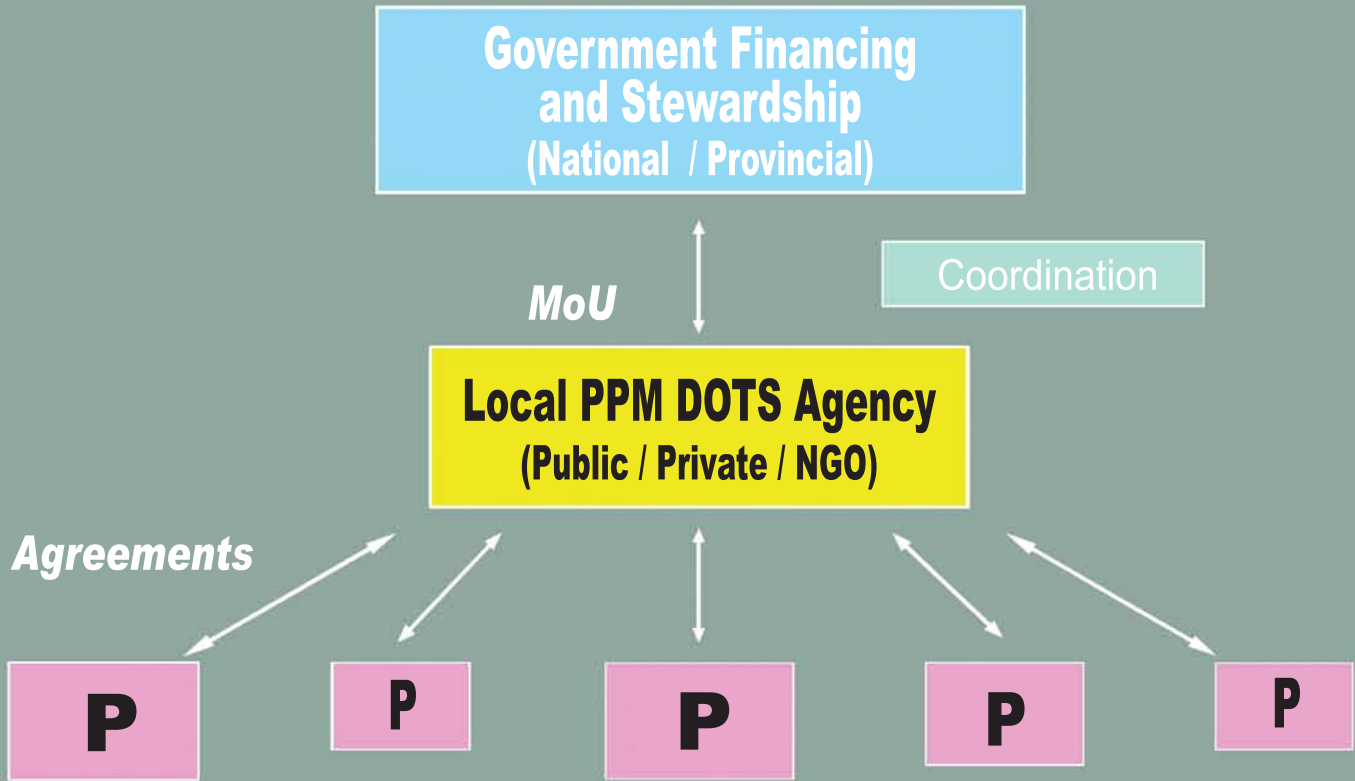 Government Financing
and Stewardship
(National / Provincial)
Coordination
MoU
Local PPM DOTS Agency
(Public / Private / NGO)
Agreements
P
P
P
P
P